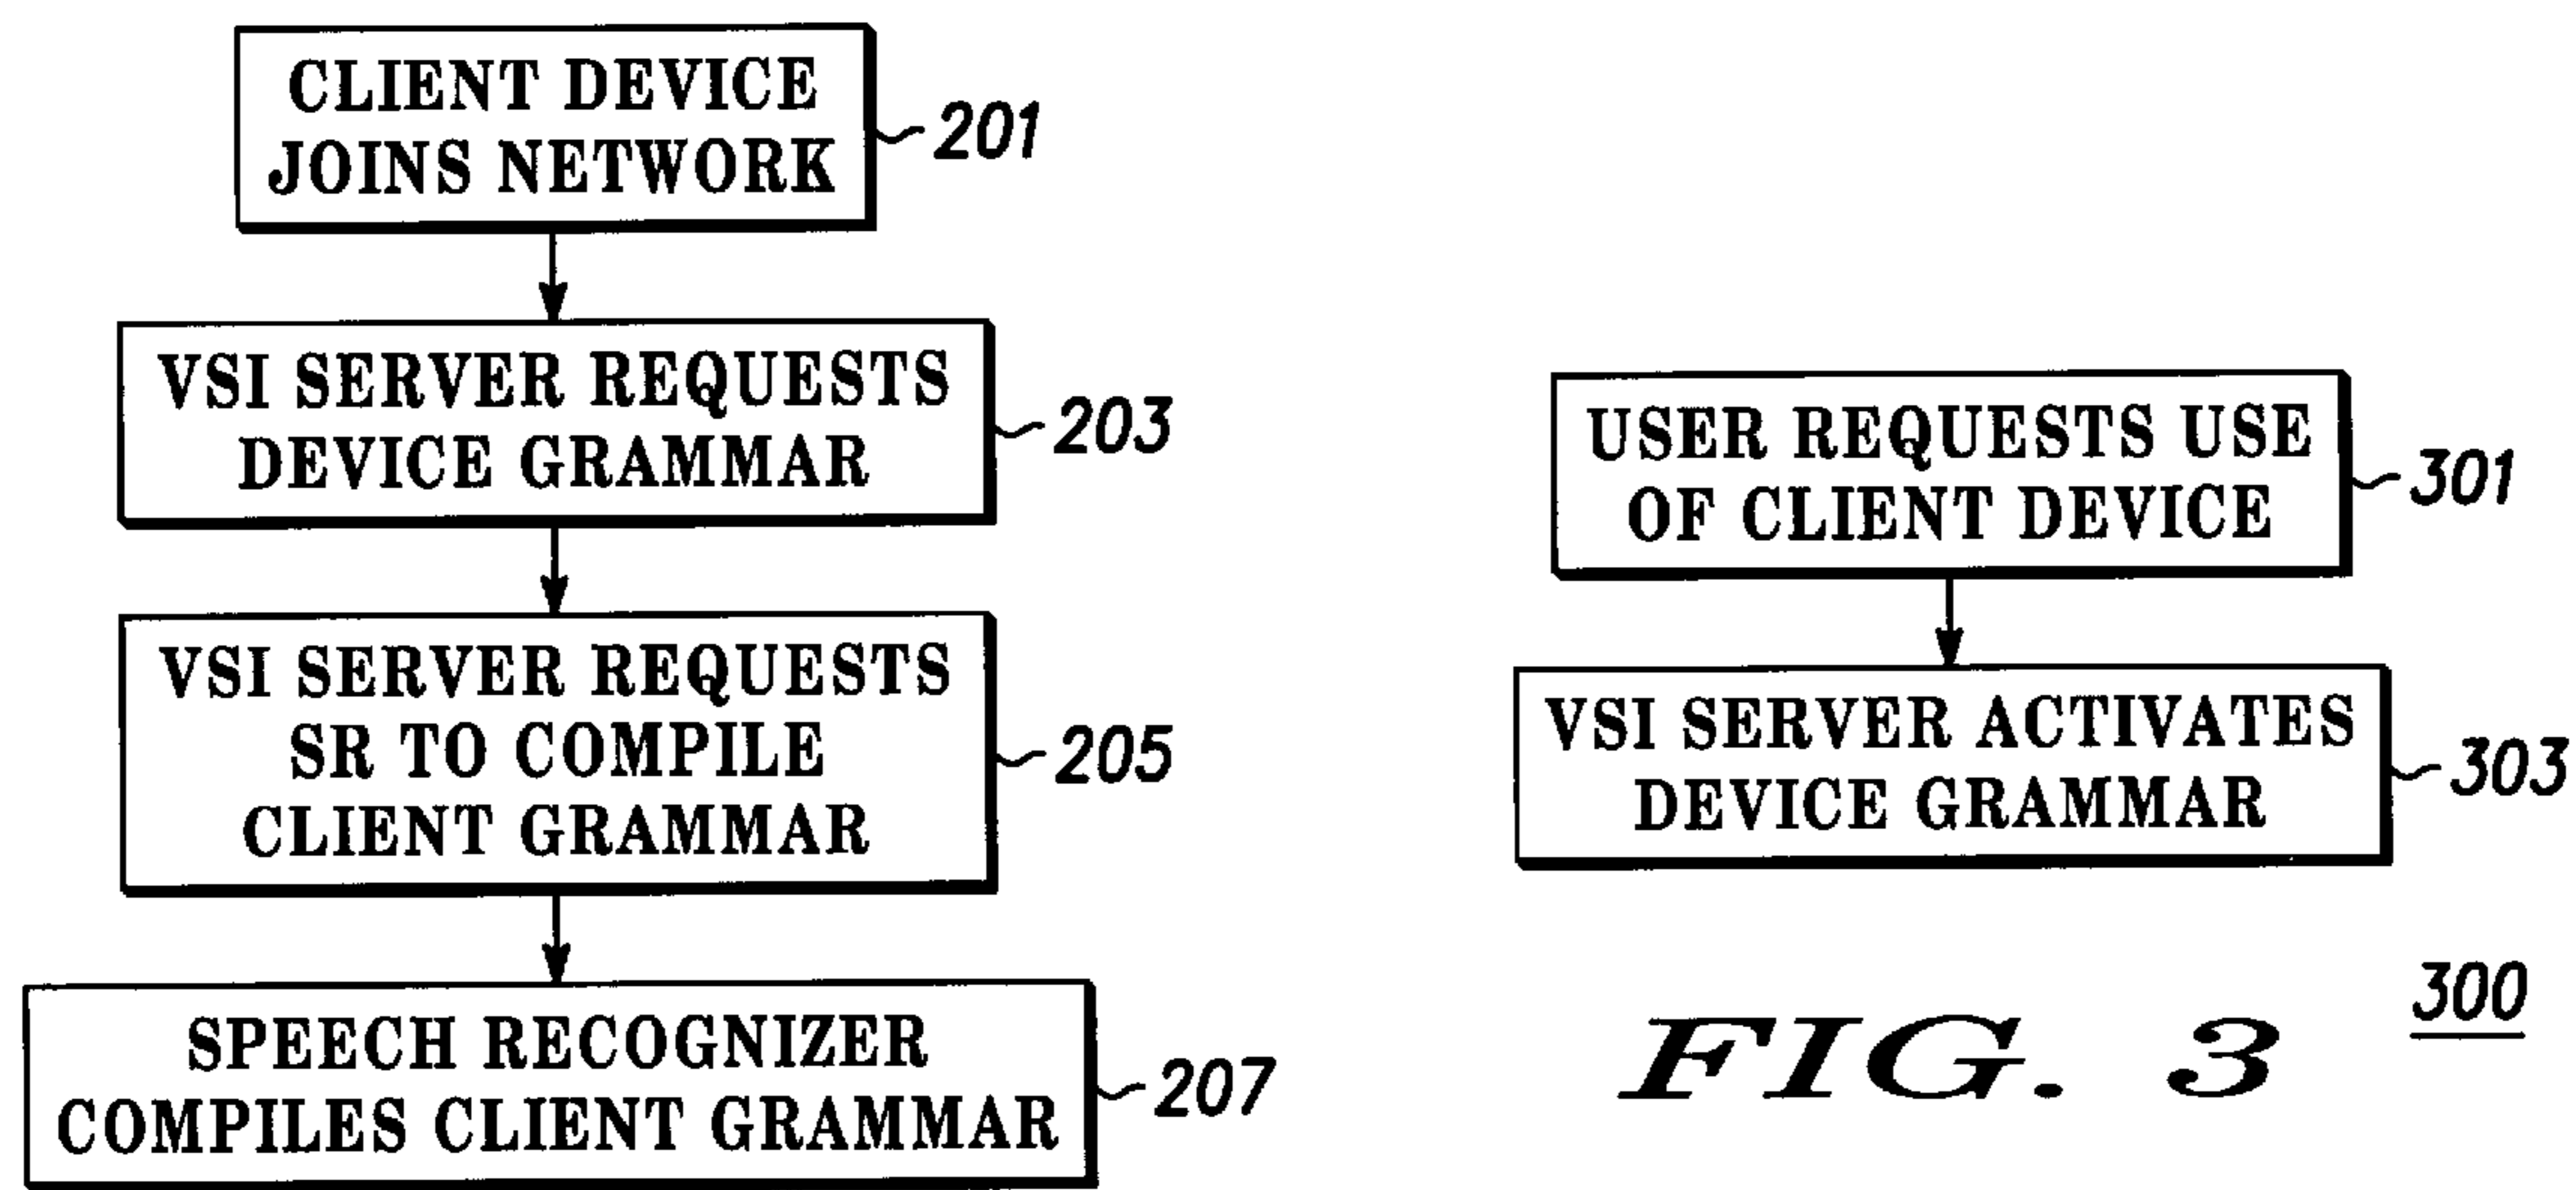 CLIENT DEVICE
JOINS NETWORK
201
VSI SERVER REQUESTS
DEVICE GRAMMAR
203
VSI SERVER REQUESTS
SR TO COMPILE
CLIENT GRAMMAR
205
SPEECH RECOGNIZER
COMPILES CLIENT GRAMMAR
207
USER REQUESTS USE
OF CLIENT DEVICE
301
VSI SERVER ACTIVATES
DEVICE GRAMMAR
303
300
FIG. 3